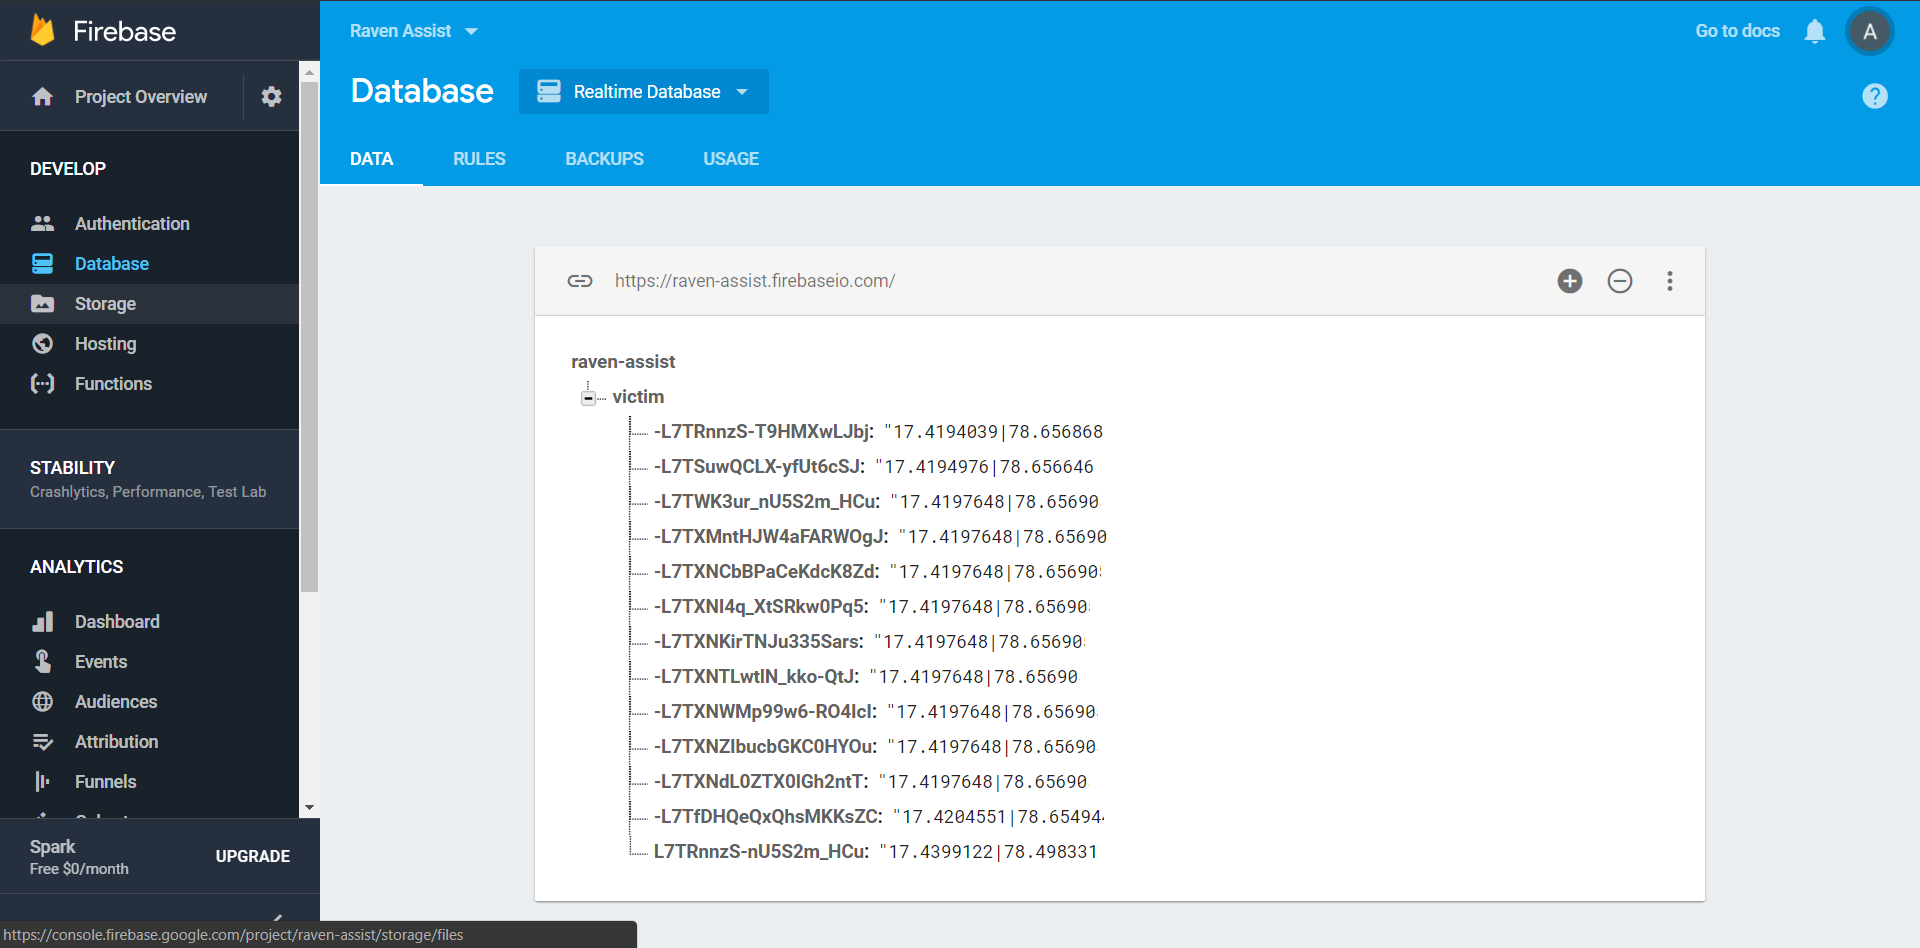 Firebase
Project Overview
DEVELOP
Authentication
Database
Storage
Hosting
Functions
STABILITY
Crashlytics, Performance, Test Lab
ANALYTICS
Dashboard
Events
Audiences
Attribution
Funnels
Spark
Free $0/month
UPGRADE
https://console.firebase.google.com/project/raven-assist/storage/files
Raven Assist
Go to docs
A
Database
Realtime Database
?
DATA RULES BACKUPS USAGE
https://raven-assist.firebaseio.com/
raven-assist
victim
-L7TRnnzS-T9HMXwLJbj: "17.4194039|78.656868
-L7TSuwQCLX-yfUt6cSJ: "17.4194976|78.656646
-L7TWK3ur_nU5S2m_HCu: "17.4197648|78.65690
-L7TXMntHJW4aFARWOgJ: "17.4197648|78.65690
-L7TXNCbBPaCeKdcK8Zd: "17.4197648|78.656905
-L7TXNI4q_XtSRkw0Pq5: "17.4197648|78.65690
-L7TXNKirTNJu335Sars: "17.4197648|78.65690
-L7TXNTLwtIN_kko-QtJ: "17.4197648|78.65690
-L7TXNWMp99w6-RO4IcI: "17.4197648|78.65690
-L7TXNZIbucbGKC0HYOu: "17.4197648|78.65690
-L7TXNdL0ZTX0IGh2ntT: "17.4197648|78.65690
-L7TfDHQeQxQhsMKKsZC: "17.4204551|78.654944
L7TRnnzS-nU5S2m_HCu: "17.4399122|78.498331